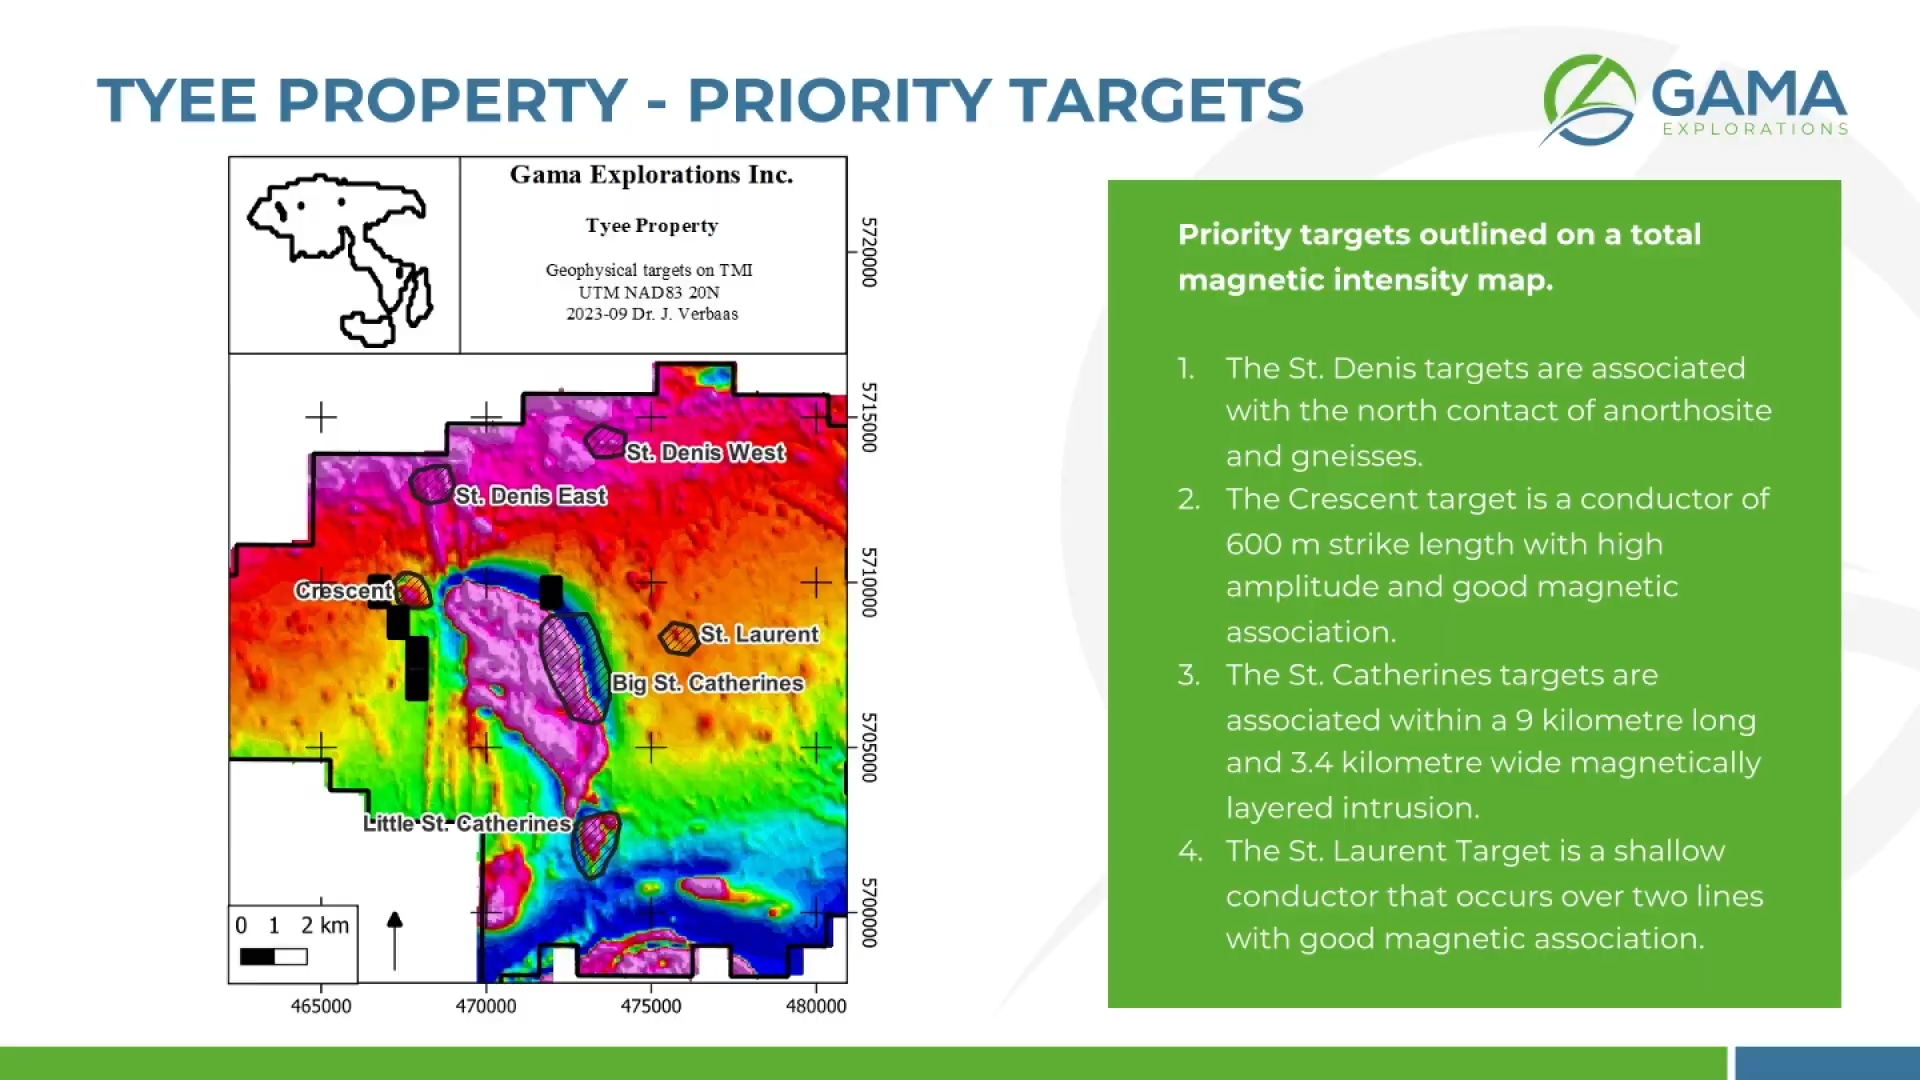 TYEE PROPERTY - PRIORITY TARGETS
GAMA
EXPLORATIONS
Gama Explorations Inc.
Tyee Property
Geophysical targets on TMI
UTM NAD83 20N
2023-09 Dr. J. Verbaas
5720000
5715000
5710000
5705000
5700000
St. Denis West
St. Denis East
Crescent
St. Laurent
Big St. Catherines
Little St. Catherines
0 1 2 km
465000 470000 475000 480000
Priority targets outlined on a total
magnetic intensity map.
1. The St. Denis targets are associated
with the north contact of anorthosite
and gneisses.
2. The Crescent target is a conductor of
600 m strike length with high
amplitude and good magnetic
association.
3. The St. Catherines targets are
associated within a 9 kilometre long
and 3.4 kilometre wide magnetically
layered intrusion.
4. The St. Laurent Target is a shallow
conductor that occurs over two lines
with good magnetic association.